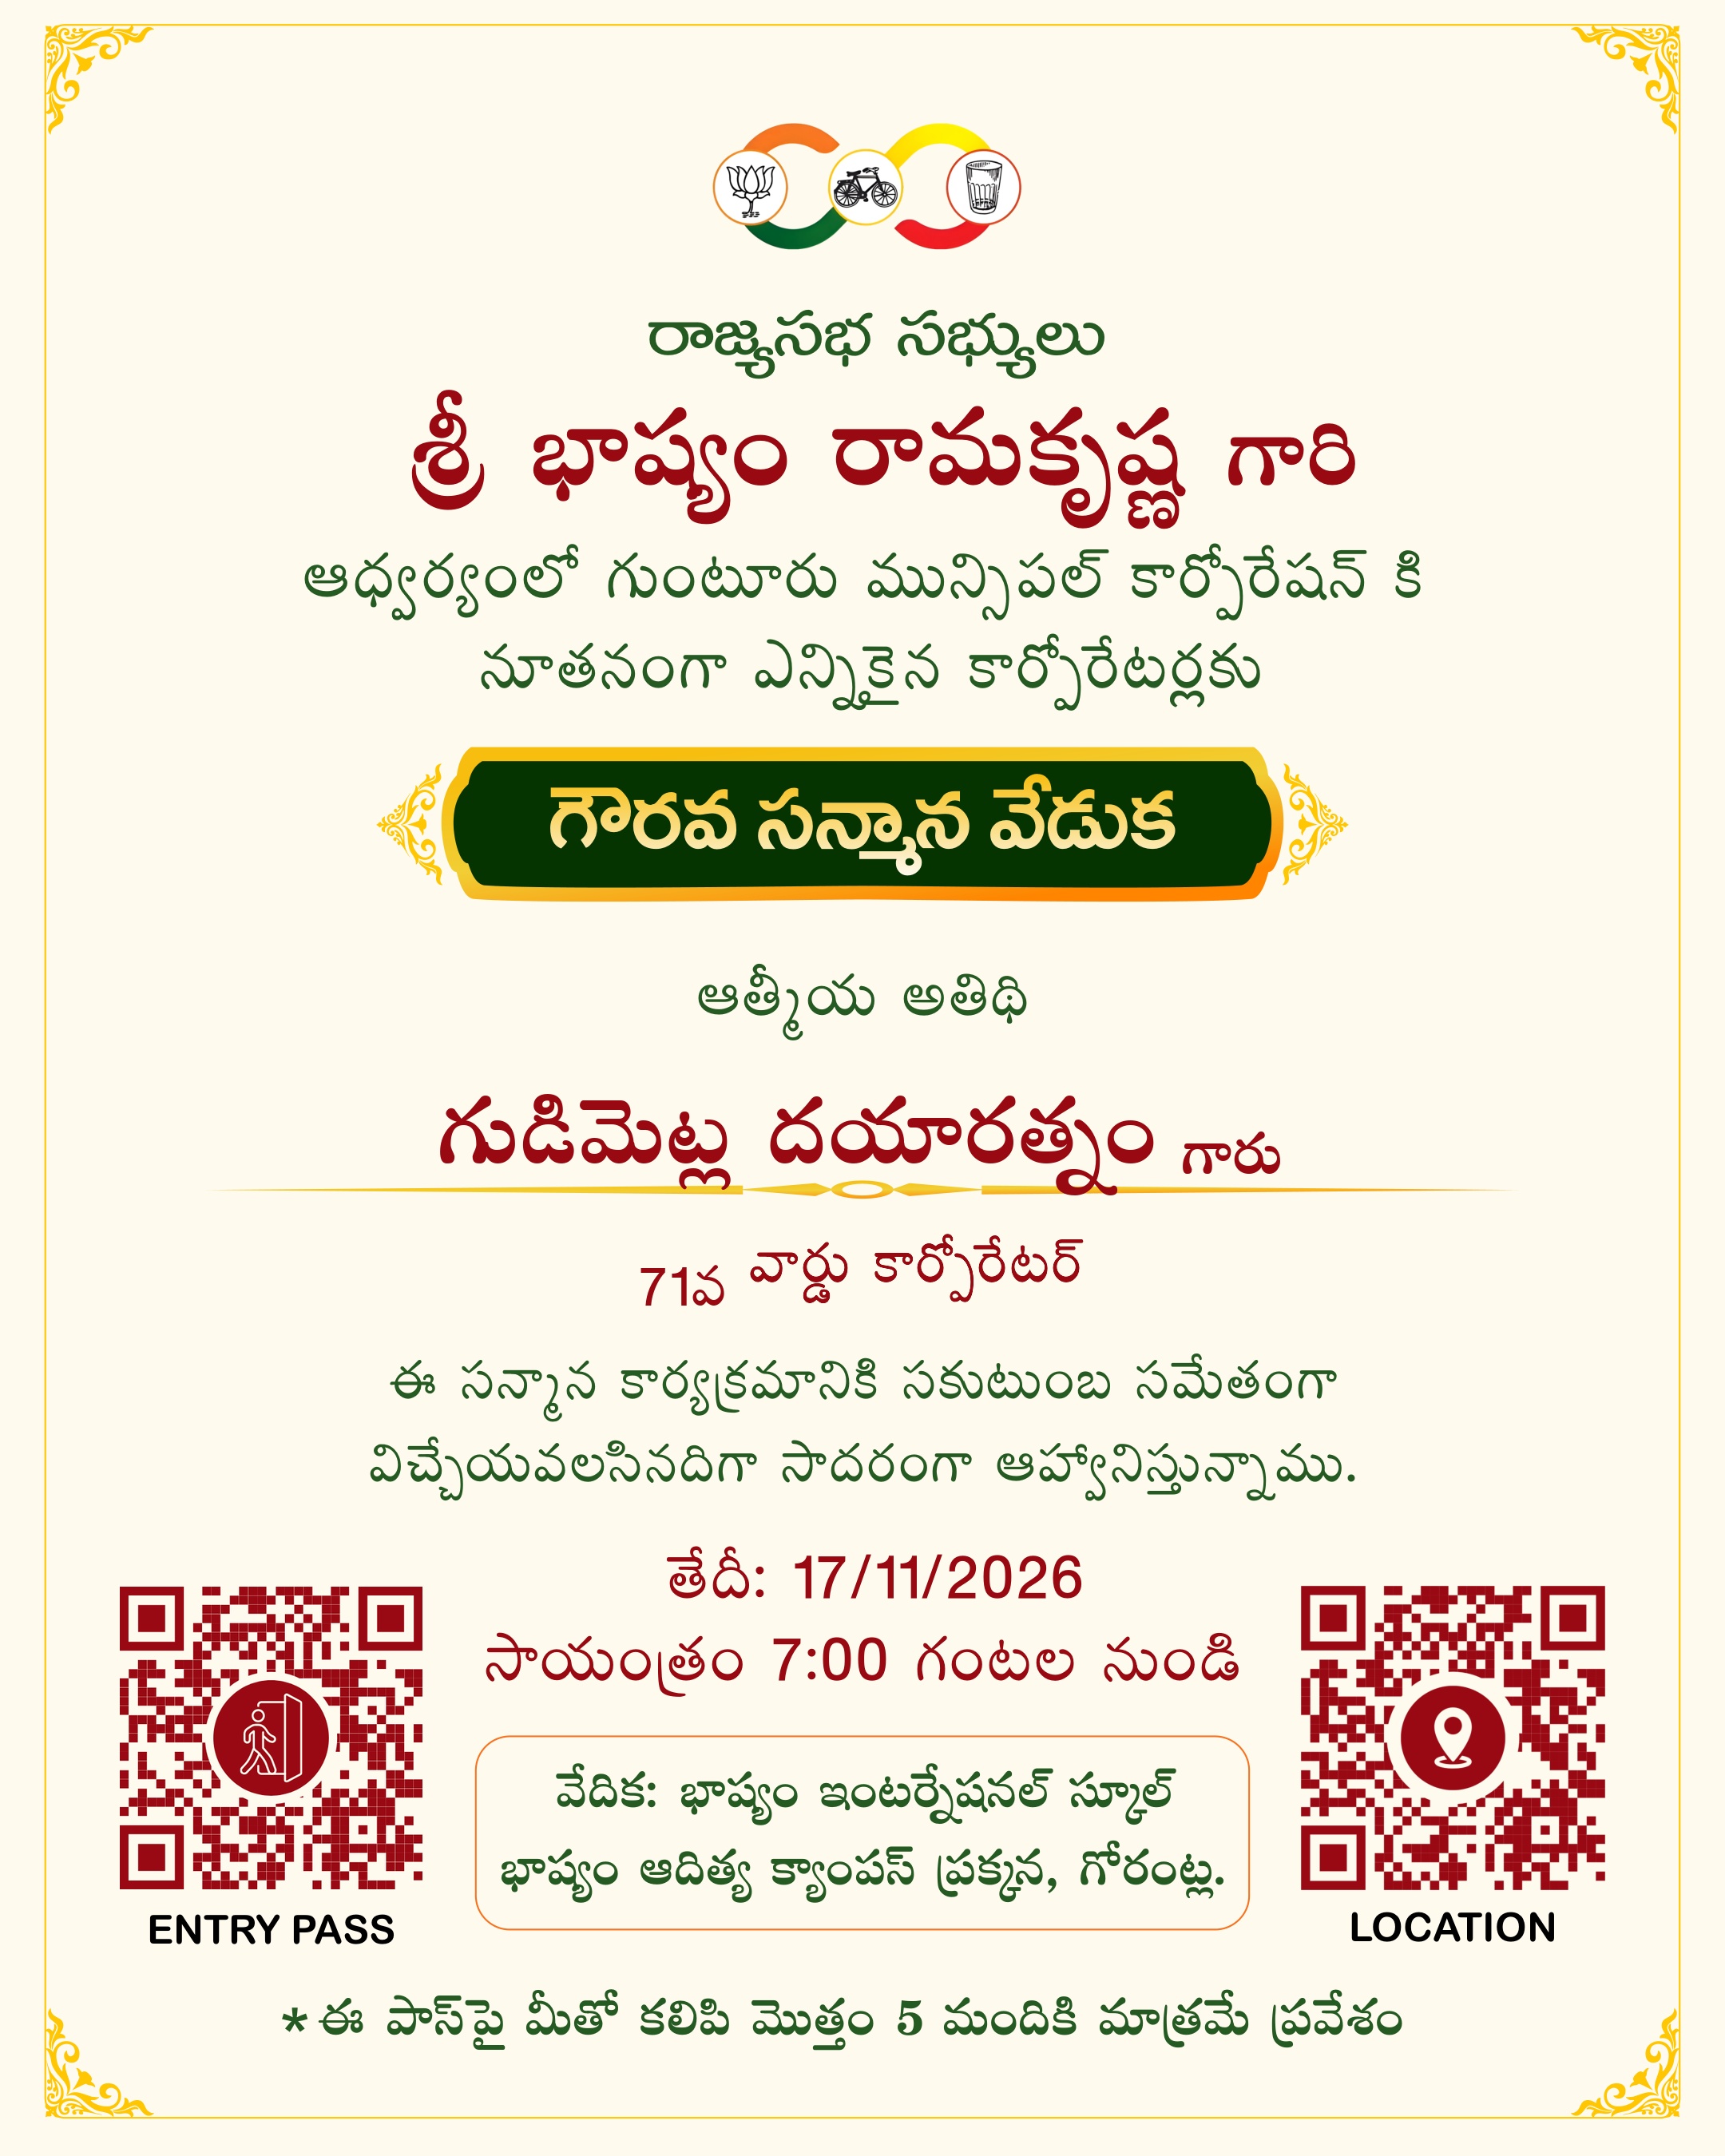 రాజ్యసభ సభ్యులు
శ్రీ భాష్యం రామకృష్ణ గారి
ఆధ్వర్యంలో గుంటూరు మున్సిపల్ కార్పోరేషన్ కి
నూతనంగా ఎన్నికైన కార్పోరేటర్లకు
గౌరవ సన్మాన వేడుక
ఆత్మీయ అతిథి
గుడిమెట్ల దయారత్నం గారు
71వ వార్డు కార్పోరేటర్
ఈ సన్మాన కార్యక్రమానికి సకుటుంబ సమేతంగా
విచ్చేయవలసినదిగా సాదరంగా ఆహ్వానిస్తున్నాము.
తేదీ: 17/11/2026
సాయంత్రం 7:00 గంటల నుండి
వేదిక: భాష్యం ఇంటర్నేషనల్ స్కూల్
భాష్యం ఆదిత్య క్యాంపస్ ప్రక్కన, గోరంట్ల.
ENTRY PASS
LOCATION
*ఈ పాస్‌పై మీతో కలిపి మొత్తం 5 మందికి మాత్రమే ప్రవేశం